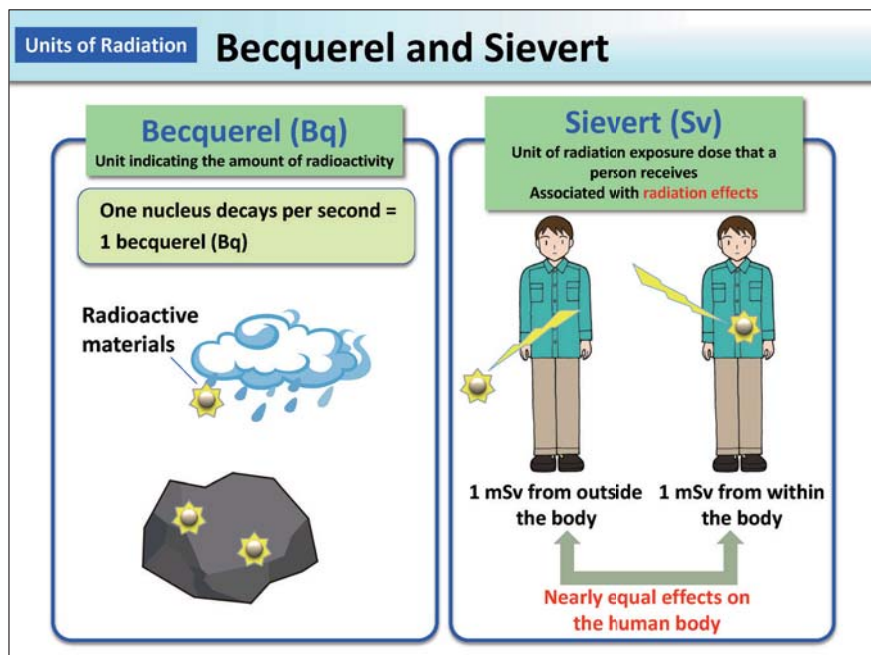 Units of Radiation
Becquerel and Sievert
Becquerel (Bq)
Unit indicating the amount of radioactivity
One nucleus decays per second =
1 becquerel (Bq)
Radioactive
materials
Sievert (Sv)
Unit of radiation exposure dose that a
person receives
Associated with radiation effects
1 mSv from outside
the body
1 mSv from within
the body
Nearly equal effects on
the human body